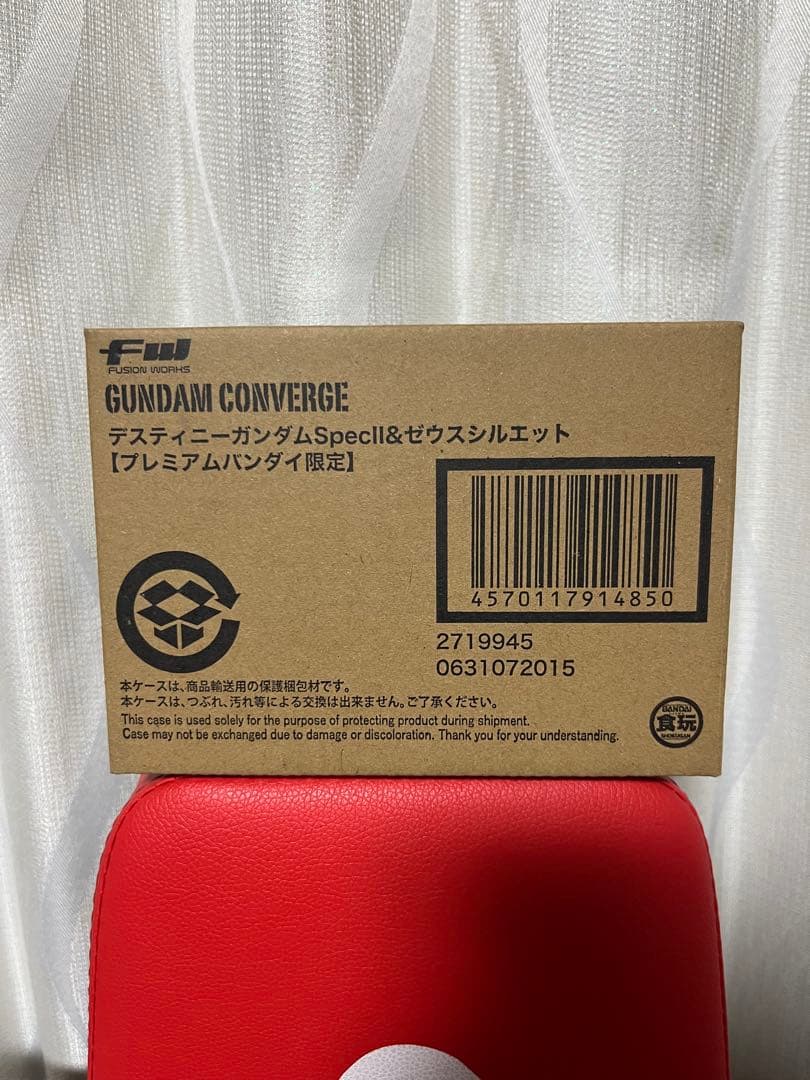 FW
FUSION WORKS
GUNDAM CONVERGE
デスティニーガンダムSpecII&ゼウスシルエット
【プレミアムバンダイ限定】
4570117914850
2719945
0631072015
本ケースは、商品輸送用の保護梱包材です。
本ケースは、つぶれ、汚れ等による交換は出来ません。ご了承ください。
This case is used solely for the purpose of protecting product during shipment.
Case may not be exchanged due to damage or discoloration. Thank you for your understanding.
BANDAI
食玩
SHOKUGAN